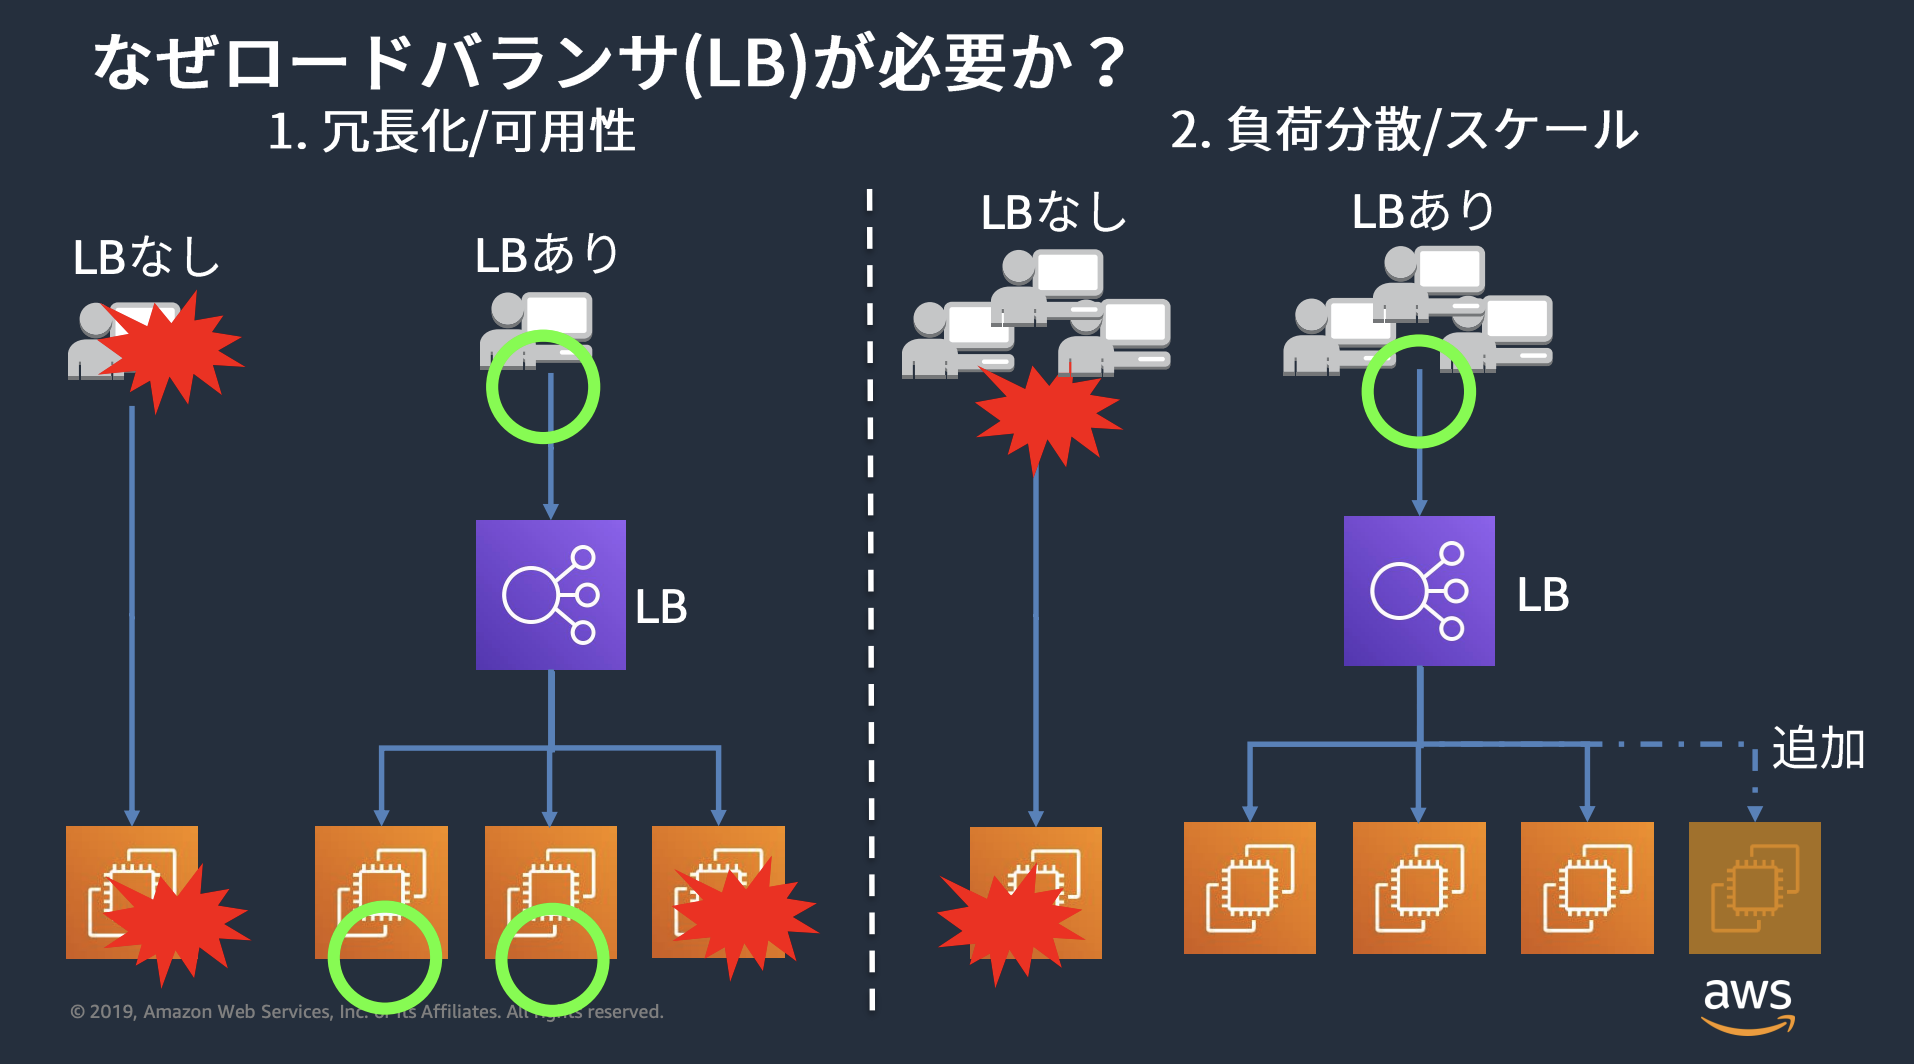 なぜロードバランサ(LB)が必要か？
1. 冗長化/可用性
2. 負荷分散/スケール
LBなし
LBあり
LBなし
LBあり
LB
LB
追加
© 2019, Amazon Web Services, Inc. or its Affiliates. All rights reserved.
aws